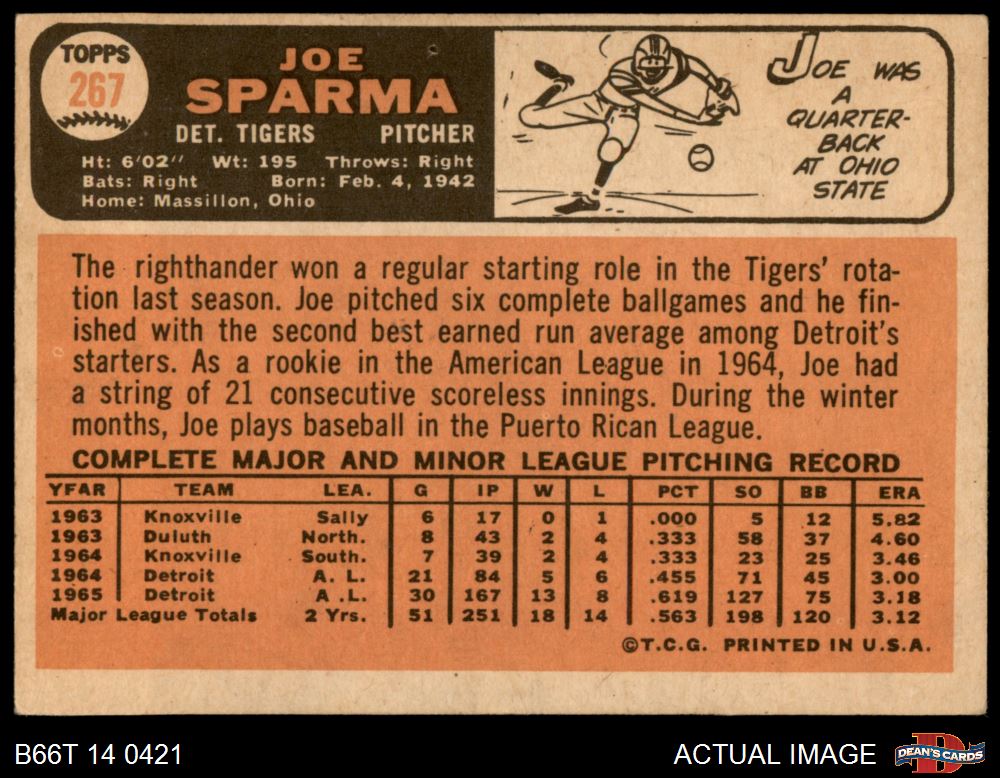 TOPPS
267
JOE
SPARMA
DET. TIGERS PITCHER
Ht: 6'02" Wt: 195 Throws: Right
Bats: Right Born: Feb. 4, 1942
Home: Massillon, Ohio
JOE WAS
A
QUARTER-
BACK
AT OHIO
STATE
The righthander won a regular starting role in the Tigers' rota-
tion last season. Joe pitched six complete ballgames and he fin-
ished with the second best earned run average among Detroit's
starters. As a rookie in the American League in 1964, Joe had
a string of 21 consecutive scoreless innings. During the winter
months, Joe plays baseball in the Puerto Rican League.
COMPLETE MAJOR AND MINOR LEAGUE PITCHING RECORD
YEAR TEAM LEA. G IP W L PCT SO BB ERA
1963 Knoxville Sally 6 17 0 1 .000 5 12 5.82
1963 Duluth North. 8 43 2 4 .333 58 37 4.60
1964 Knoxville South. 7 39 2 4 .333 23 25 3.46
1964 Detroit A. L. 21 84 5 6 .455 71 45 3.00
1965 Detroit A .L. 30 167 13 8 .619 127 75 3.18
Major League Totals 2 Yrs. 51 251 18 14 .563 198 120 3.12
©T.C.G. PRINTED IN U.S.A.
B66T 14 0421 ACTUAL IMAGE
D
DEAN'S CARDS